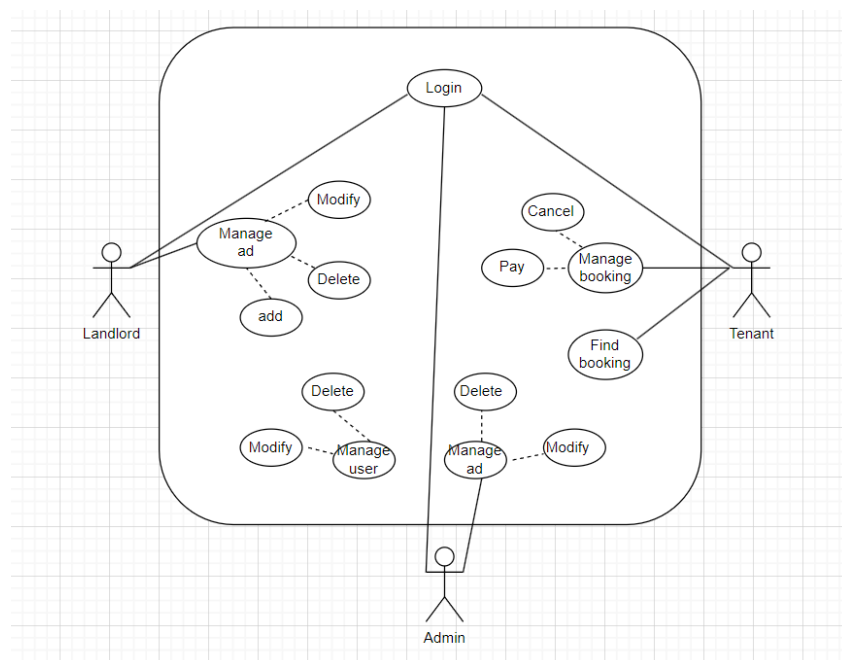 Login
Modify
Manage
ad
Delete
add
Cancel
Pay
Manage
booking
Find
booking
Landlord
Tenant
Delete
Modify
Manage
user
Delete
Manage
ad
Modify
Admin